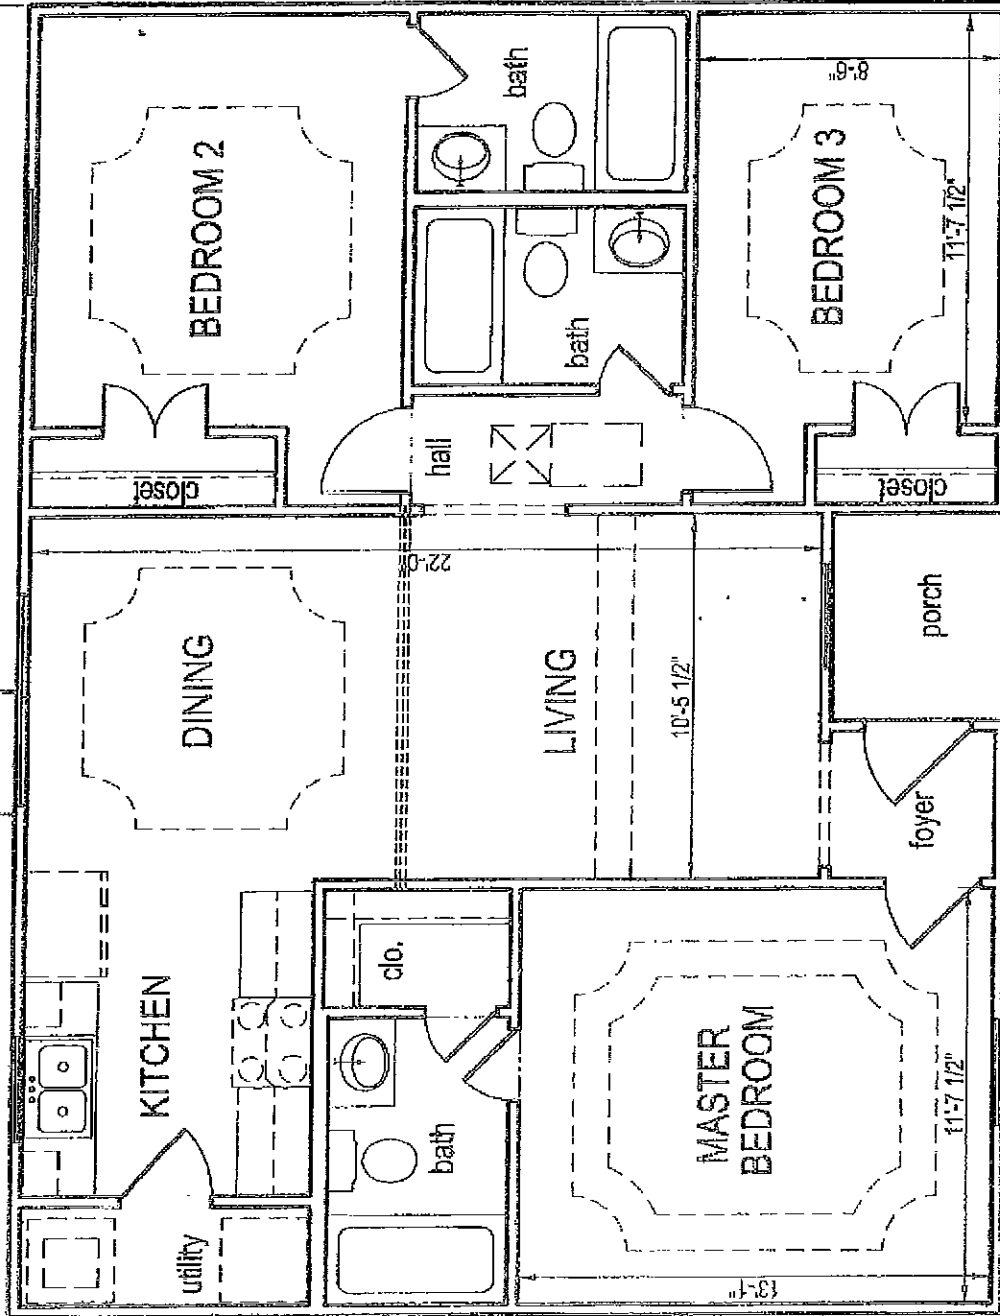 utility
KITCHEN
DINING
closet
BEDROOM 2
bath
clo.
bath
LIVING
22'-0
hall
bath
MASTER
BEDROOM
13'-1"
11'-7 1/2"
10'-5 1/2"
foyer
porch
closet
BEDROOM 3
11'-7 1/2"
8'-6"